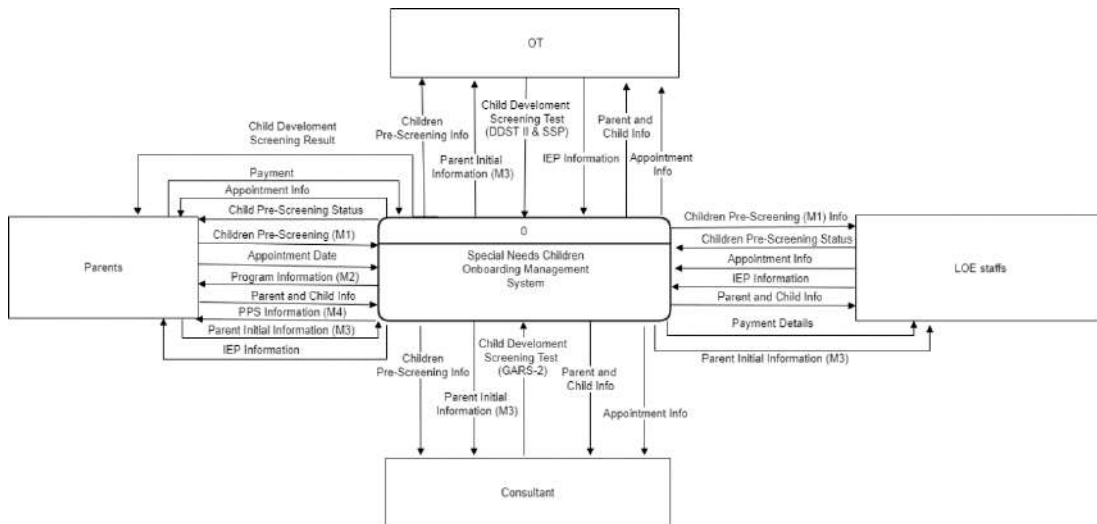 OT
Children
Pre-Screening Info
Parent Initial
Information (M3)
Child Develoment
Screening Test
(DDST II & SSP)
IEP Information
Parent and
Child Info
Appointment
Info
Child Develoment
Screening Result
Payment
Appointment Info
Child Pre-Screening Status
Children Pre-Screening (M1)
Appointment Date
Program Information (M2)
Parent and Child Info
PPS Information (M4)
Parent Initial Information (M3)
IEP Information
Parents
0
Special Needs Children
Onboarding Management
System
Children Pre-Screening (M1) Info
Children Pre-Screening Status
Appointment Info
IEP Information
Parent and Child Info
Payment Details
Parent Initial Information (M3)
LOE staffs
Children
Pre-Screening Info
Parent Initial
Information (M3)
Child Develoment
Screening Test
(GARS-2)
Parent and
Child Info
Appointment Info
Consultant